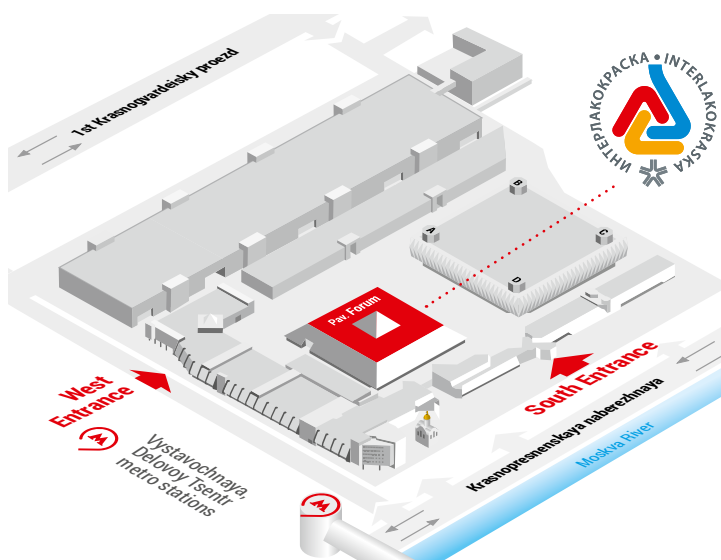 1st Krasnogvardeisky proezd
ИНТЕРЛАКОКРАСКА • INTERLAKOKRASKA
B
A
C
D
Pav. Forum
West
Entrance
South Entrance
Vystavochnaya,
Delovoy Tsentr
metro stations
Krasnopresnenskaya naberezhnaya
Moskva River